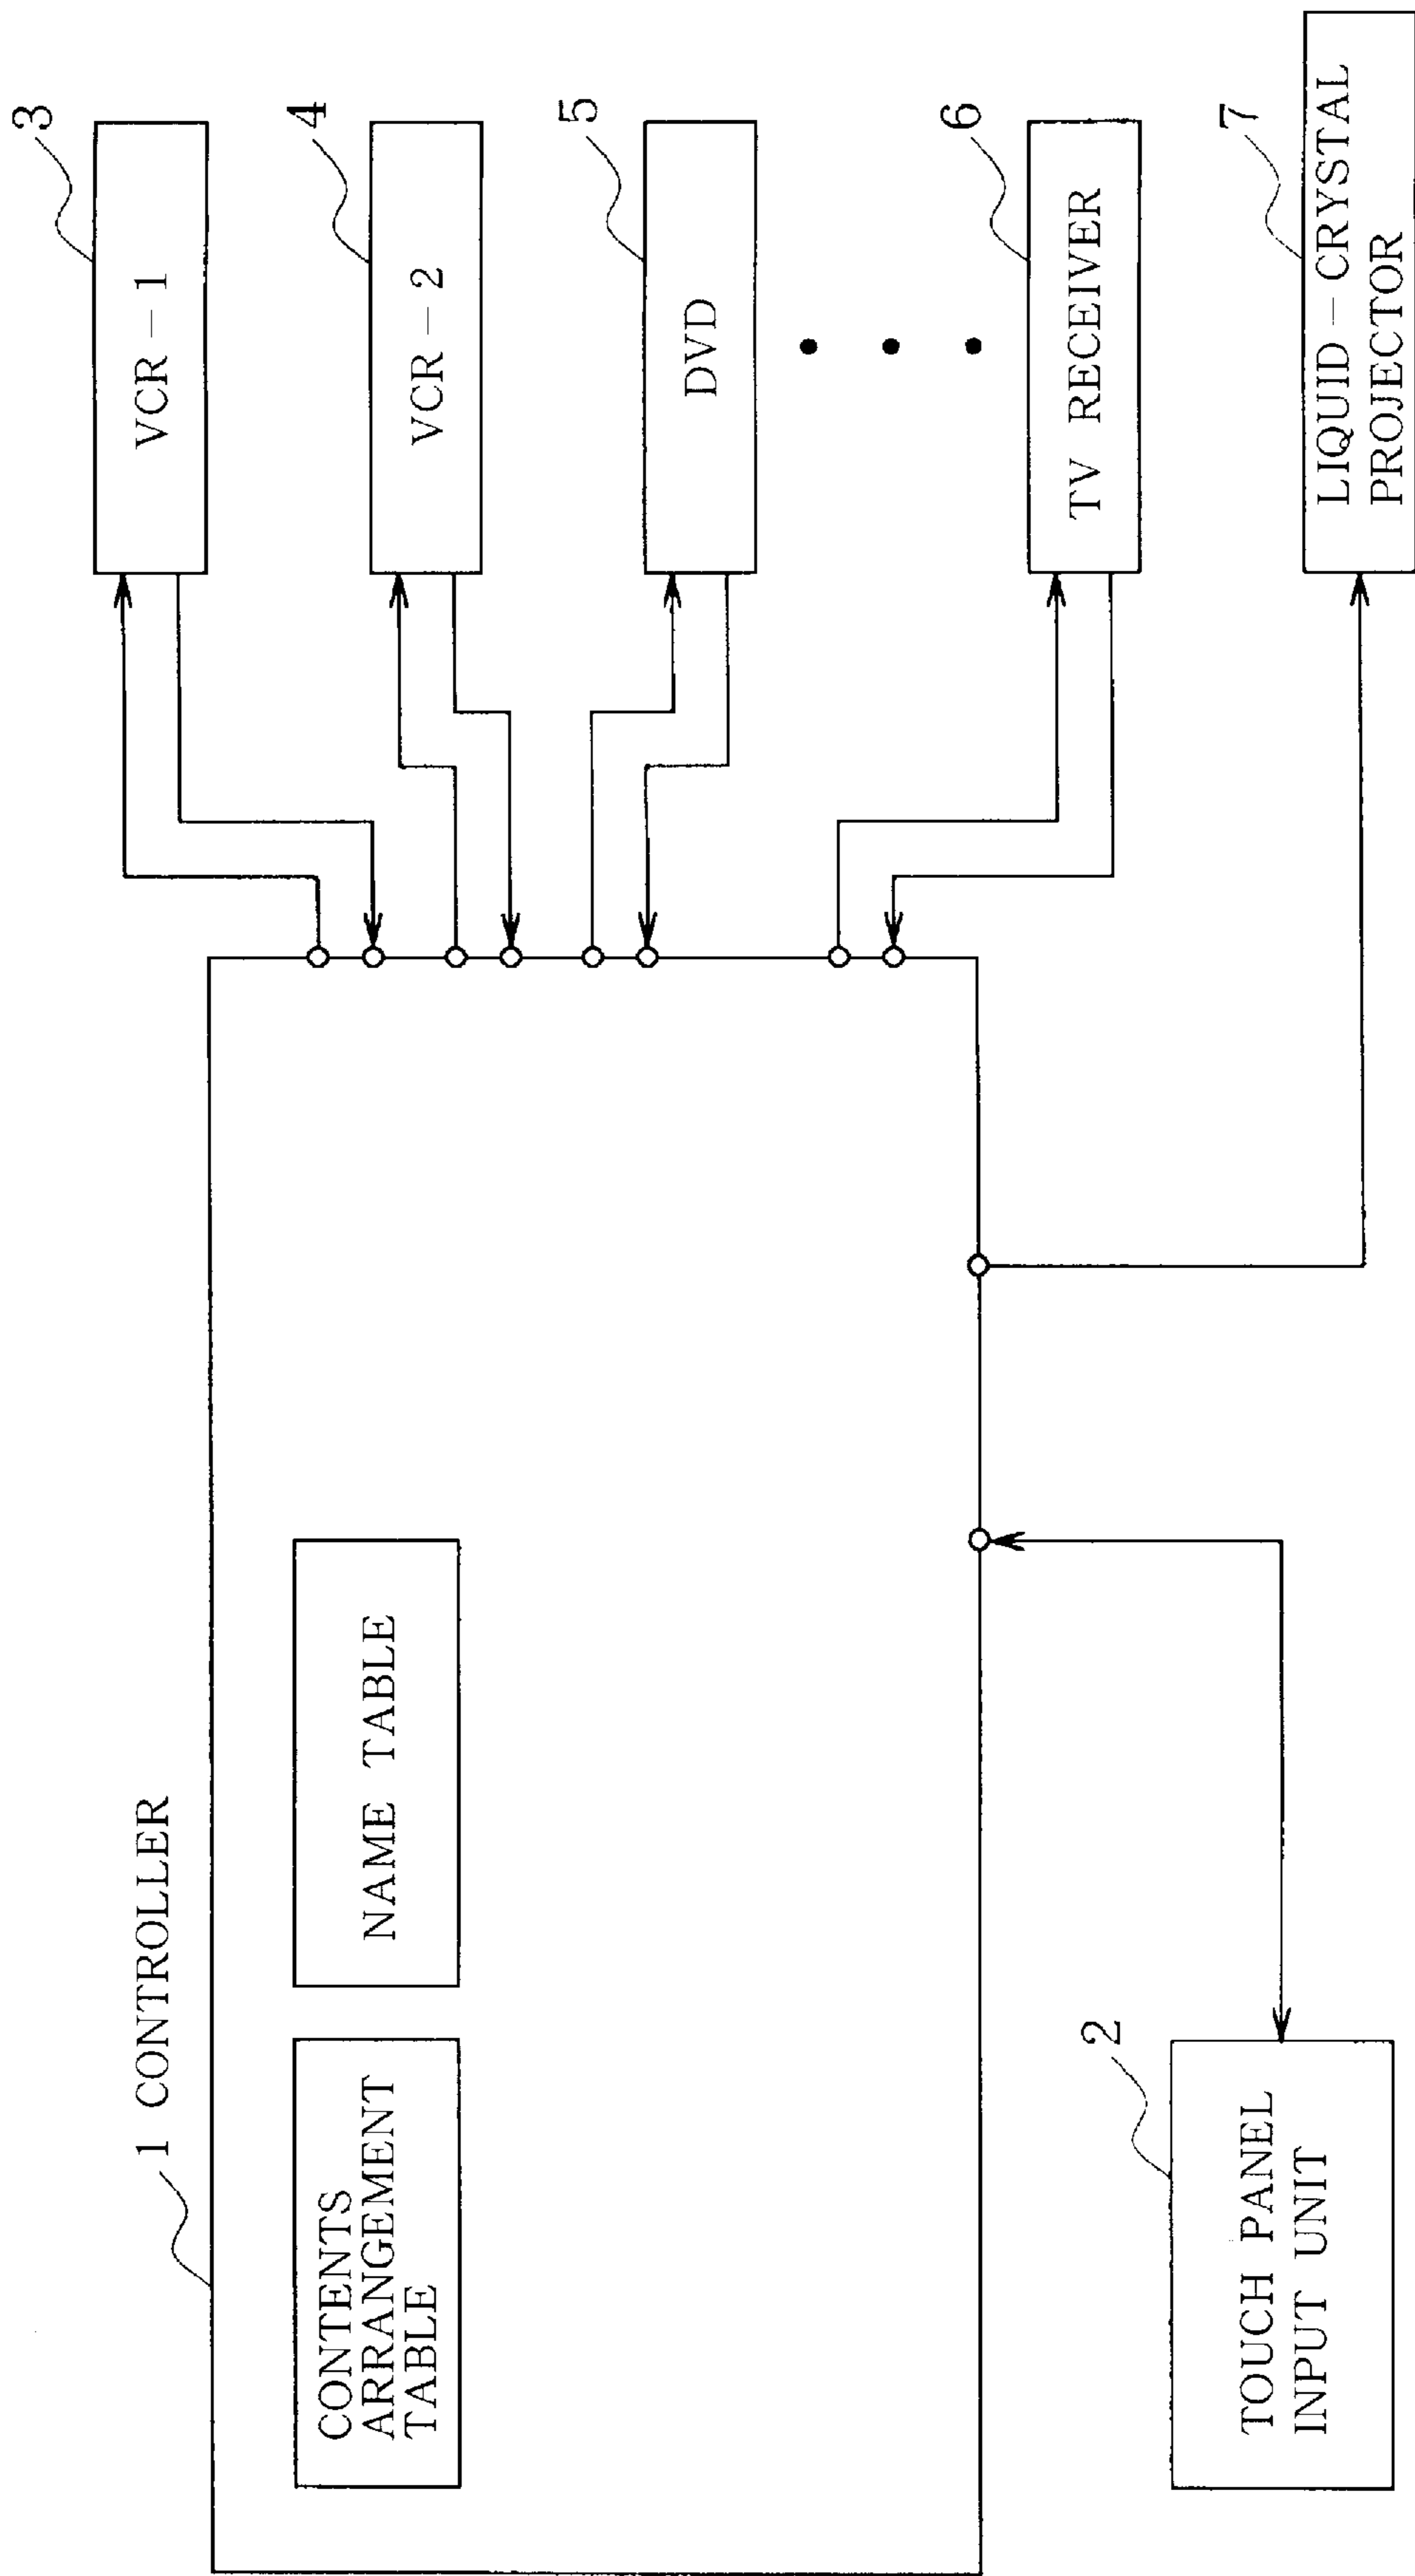 1 CONTROLLER
CONTENTS
ARRANGEMENT
TABLE
NAME TABLE
3
VCR－1
4
VCR－2
5
DVD
• • •
6
TV RECEIVER
7
LIQUID－CRYSTAL
PROJECTOR
2
TOUCH PANEL
INPUT UNIT